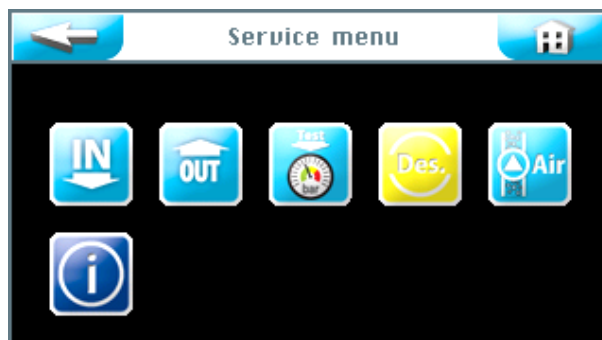 Service menu
IN
OUT
Test
bar
Des.
Air
i